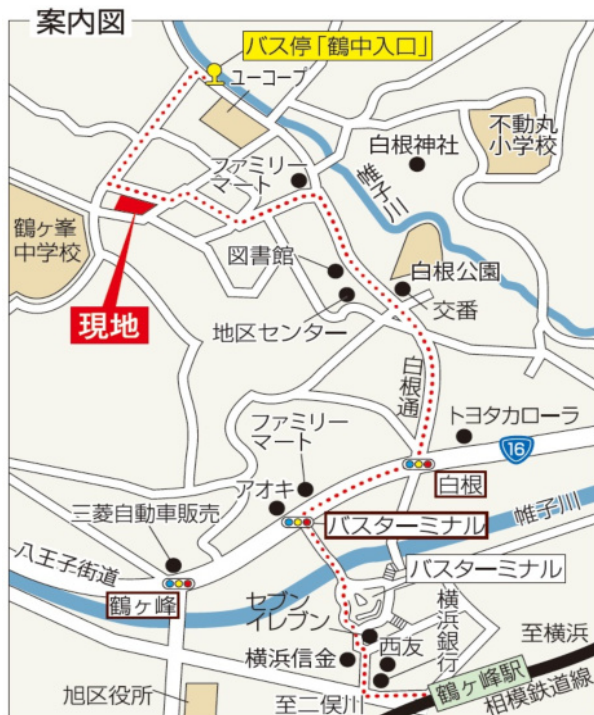 案内図
バス停「鶴中入口」
ユーコープ
ファミリー
マート
白根神社
不動丸
小学校
帷子川
鶴ヶ峯
中学校
図書館
白根公園
交番
地区センター
現地
白根通
ファミリー
マート
トヨタカローラ
16
アオキ
白根
三菱自動車販売
バスターミナル
帷子川
八王子街道
バスターミナル
鶴ヶ峰
セブン
イレブン
西友
横浜銀行
横浜信金
至横浜
旭区役所
至二俣川
鶴ヶ峰駅
相模鉄道線